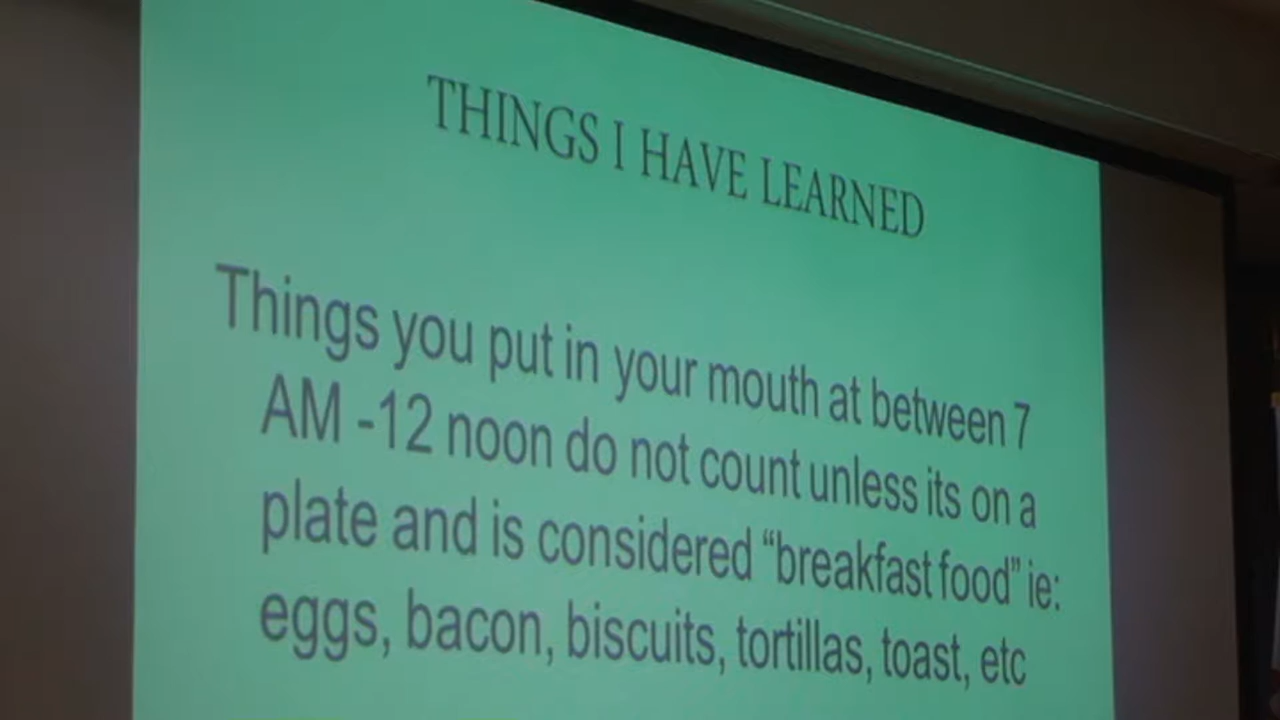 THINGS I HAVE LEARNED
Things you put in your mouth at between 7
AM -12 noon do not count unless its on a
plate and is considered “breakfast food” ie:
eggs, bacon, biscuits, tortillas, toast, etc